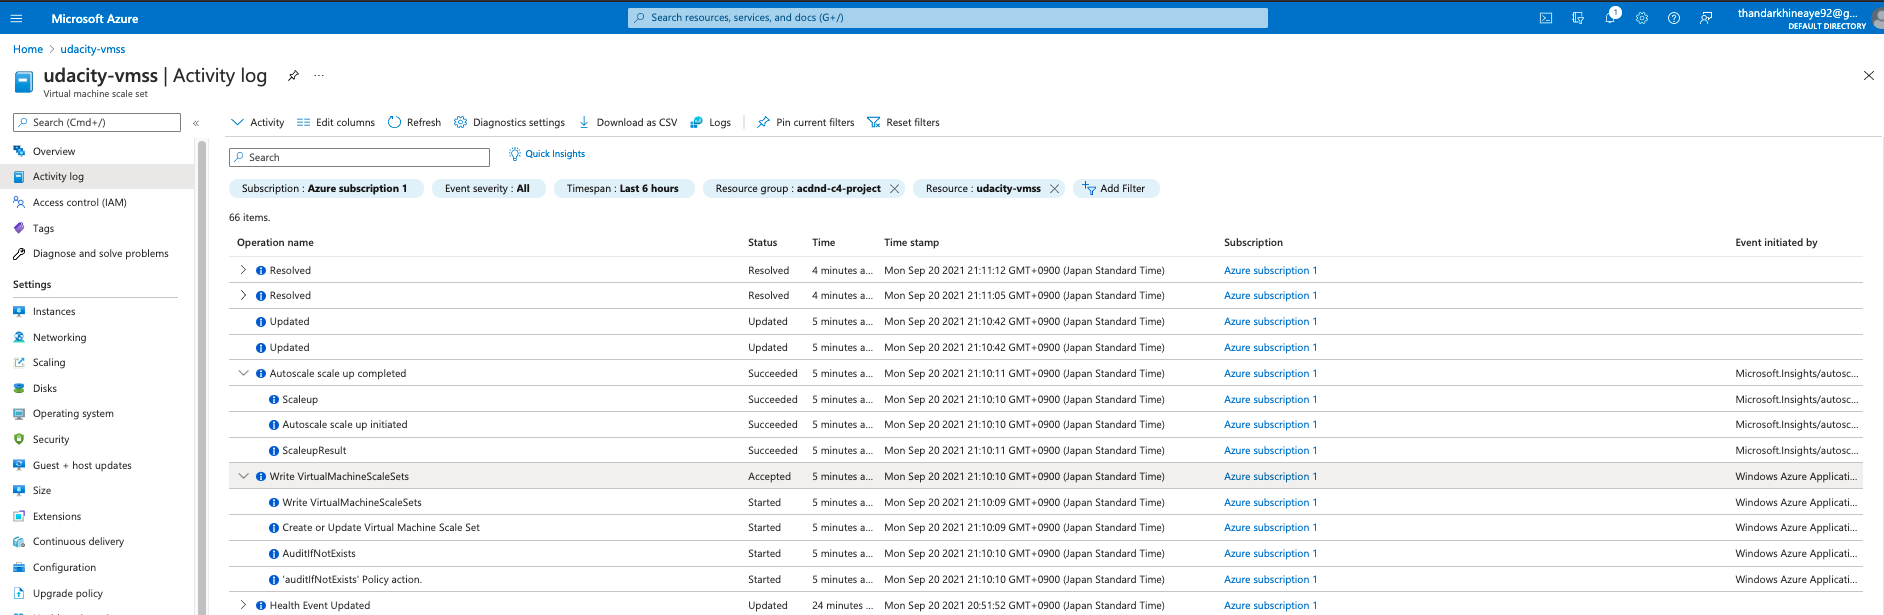 Microsoft Azure
Search resources, services, and docs (G+/)
1
thandarkhineaye92@g...
DEFAULT DIRECTORY
Home > udacity-vmss
udacity-vmss | Activity log
...
Virtual machine scale set
Search (Cmd+/)
«
Overview
Activity log
Access control (IAM)
Tags
Diagnose and solve problems
Settings
Instances
Networking
Scaling
Disks
Operating system
Security
Guest + host updates
Size
Extensions
Continuous delivery
Configuration
Upgrade policy
Activity Edit columns Refresh Diagnostics settings Download as CSV Logs Pin current filters Reset filters
Search
Quick Insights
Subscription : Azure subscription 1 Event severity : All Timespan : Last 6 hours Resource group : acdnd-c4-project Resource : udacity-vmss Add Filter
66 items.
Operation name Status Time Time stamp Subscription Event initiated by
Resolved Resolved 4 minutes a... Mon Sep 20 2021 21:11:12 GMT+0900 (Japan Standard Time) Azure subscription 1
Resolved Resolved 4 minutes a... Mon Sep 20 2021 21:11:05 GMT+0900 (Japan Standard Time) Azure subscription 1
Updated Updated 5 minutes a... Mon Sep 20 2021 21:10:42 GMT+0900 (Japan Standard Time) Azure subscription 1
Updated Updated 5 minutes a... Mon Sep 20 2021 21:10:42 GMT+0900 (Japan Standard Time) Azure subscription 1
Autoscale scale up completed Succeeded 5 minutes a... Mon Sep 20 2021 21:10:11 GMT+0900 (Japan Standard Time) Azure subscription 1 Microsoft.Insights/autosc...
Scaleup Succeeded 5 minutes a... Mon Sep 20 2021 21:10:10 GMT+0900 (Japan Standard Time) Azure subscription 1 Microsoft.Insights/autosc...
Autoscale scale up initiated Succeeded 5 minutes a... Mon Sep 20 2021 21:10:10 GMT+0900 (Japan Standard Time) Azure subscription 1 Microsoft.Insights/autosc...
ScaleupResult Succeeded 5 minutes a... Mon Sep 20 2021 21:10:11 GMT+0900 (Japan Standard Time) Azure subscription 1 Microsoft.Insights/autosc...
Write VirtualMachineScaleSets Accepted 5 minutes a... Mon Sep 20 2021 21:10:10 GMT+0900 (Japan Standard Time) Azure subscription 1 Windows Azure Applicati...
Write VirtualMachineScaleSets Started 5 minutes a... Mon Sep 20 2021 21:10:09 GMT+0900 (Japan Standard Time) Azure subscription 1 Windows Azure Applicati...
Create or Update Virtual Machine Scale Set Started 5 minutes a... Mon Sep 20 2021 21:10:09 GMT+0900 (Japan Standard Time) Azure subscription 1 Windows Azure Applicati...
AuditIfNotExists Started 5 minutes a... Mon Sep 20 2021 21:10:10 GMT+0900 (Japan Standard Time) Azure subscription 1 Windows Azure Applicati...
'auditIfNotExists' Policy action. Started 5 minutes a... Mon Sep 20 2021 21:10:10 GMT+0900 (Japan Standard Time) Azure subscription 1 Windows Azure Applicati...
Health Event Updated Updated 24 minutes ... Mon Sep 20 2021 20:51:52 GMT+0900 (Japan Standard Time) Azure subscription 1